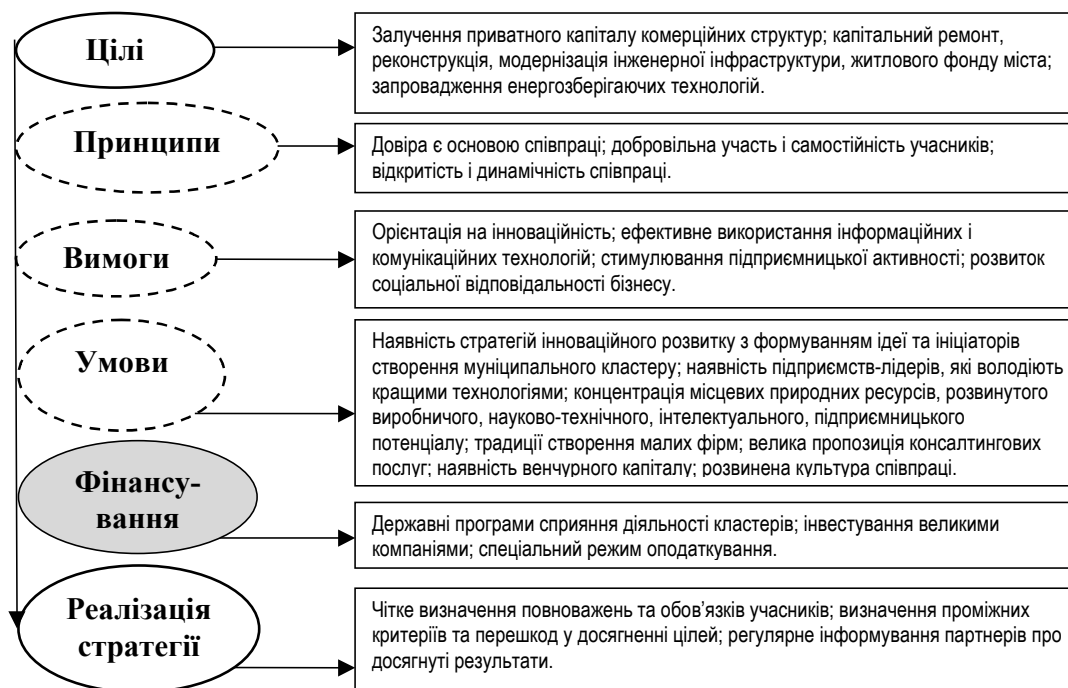 Цілі
Залучення приватного капіталу комерційних структур; капітальний ремонт,
реконструкція, модернізація інженерної інфраструктури, житлового фонду міста;
запровадження енергозберігаючих технологій.
Принципи
Довіра є основою співпраці; добровільна участь і самостійність учасників;
відкритість і динамічність співпраці.
Вимоги
Орієнтація на інноваційність; ефективне використання інформаційних і
комунікаційних технологій; стимулювання підприємницької активності; розвиток
соціальної відповідальності бізнесу.
Умови
Наявність стратегій інноваційного розвитку з формуванням ідеї та ініціаторів
створення муніципального кластеру; наявність підприємств-лідерів, які володіють
кращими технологіями; концентрація місцевих природних ресурсів, розвинутого
виробничого, науково-технічного, інтелектуального, підприємницького
потенціалу; традиції створення малих фірм; велика пропозиція консалтингових
послуг; наявність венчурного капіталу; розвинена культура співпраці.
Фінансу-
вання
Державні програми сприяння діяльності кластерів; інвестування великими
компаніями; спеціальний режим оподаткування.
Реалізація
стратегії
Чітке визначення повноважень та обов’язків учасників; визначення проміжних
критеріїв та перешкод у досягненні цілей; регулярне інформування партнерів про
досягнуті результати.